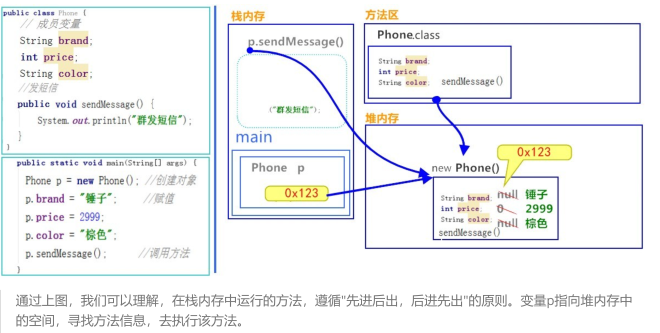 public class Phone {
// 成员变量
String brand;
int price;
String color;
//发短信
public void sendMessage() {
System.out.println("群发短信");
}
}
public static void main(String[] args) {
Phone p = new Phone(); //创建对象
p.brand = "锤子"; //赋值
p.price = 2999;
p.color = "棕色";
p.sendMessage(); //调用方法
}
栈内存
p.sendMessage()
("群发短信");
main
Phone p
0x123
方法区
Phone.class
String brand;
int price;
String color; sendMessage()
堆内存
0x123
new Phone()
String brand; null 锤子
int price; 0 2999
String color; null 棕色
sendMessage()
通过上图，我们可以理解，在栈内存中运行的方法，遵循"先进后出，后进先出"的原则。变量p指向堆内存中
的空间，寻找方法信息，去执行该方法。